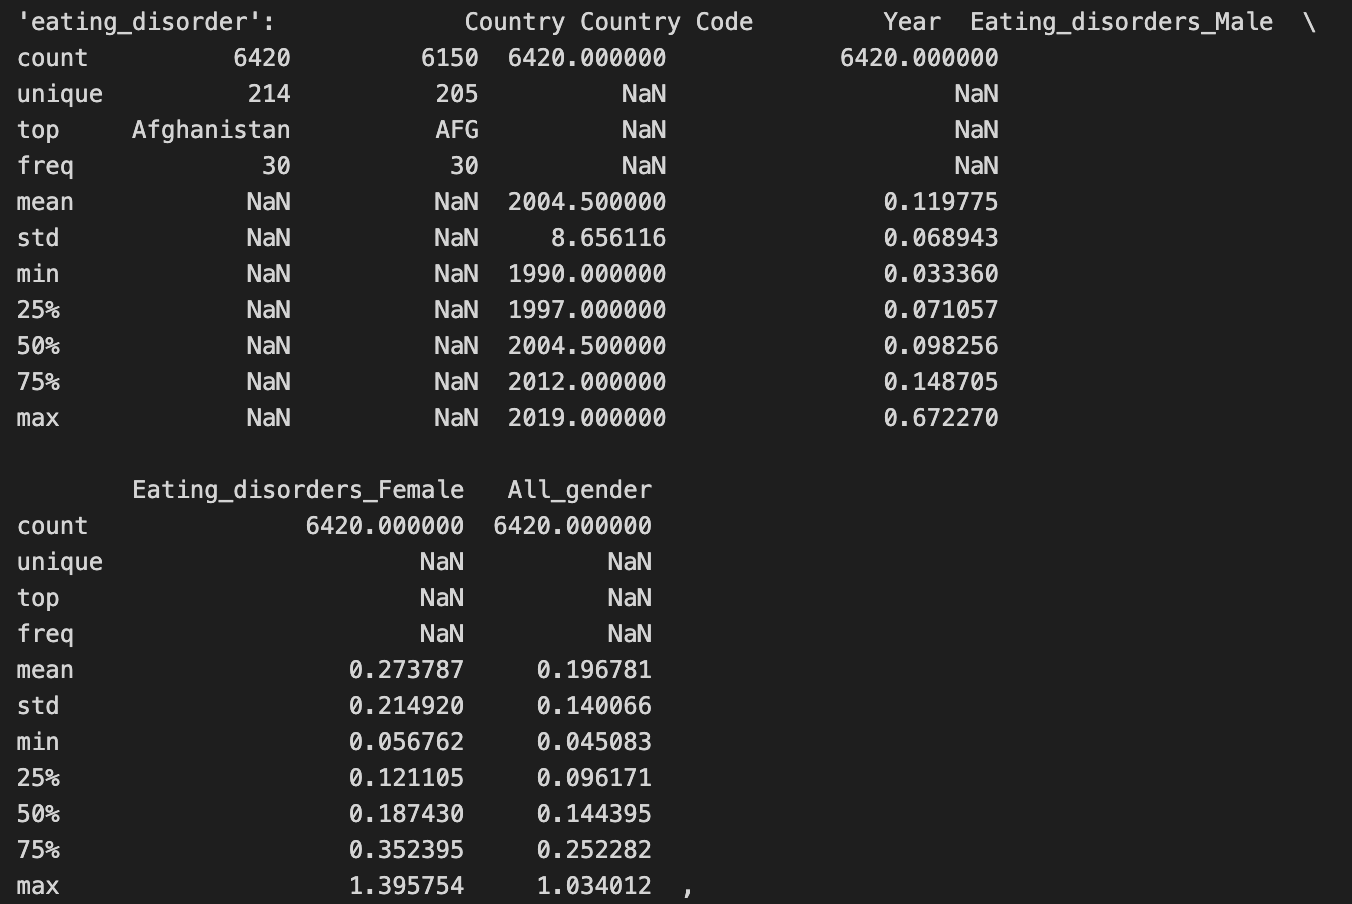 'eating_disorder':             Country Country Code         Year  Eating_disorders_Male  \
count          6420         6150  6420.000000            6420.000000
unique          214          205          NaN                    NaN
top     Afghanistan          AFG          NaN                    NaN
freq             30           30          NaN                    NaN
mean            NaN          NaN  2004.500000               0.119775
std             NaN          NaN     8.656116               0.068943
min             NaN          NaN  1990.000000               0.033360
25%             NaN          NaN  1997.000000               0.071057
50%             NaN          NaN  2004.500000               0.098256
75%             NaN          NaN  2012.000000               0.148705
max             NaN          NaN  2019.000000               0.672270
        Eating_disorders_Female   All_gender
count               6420.000000  6420.000000
unique                      NaN          NaN
top                         NaN          NaN
freq                        NaN          NaN
mean                   0.273787     0.196781
std                    0.214920     0.140066
min                    0.056762     0.045083
25%                    0.121105     0.096171
50%                    0.187430     0.144395
75%                    0.352395     0.252282
max                    1.395754     1.034012  ,